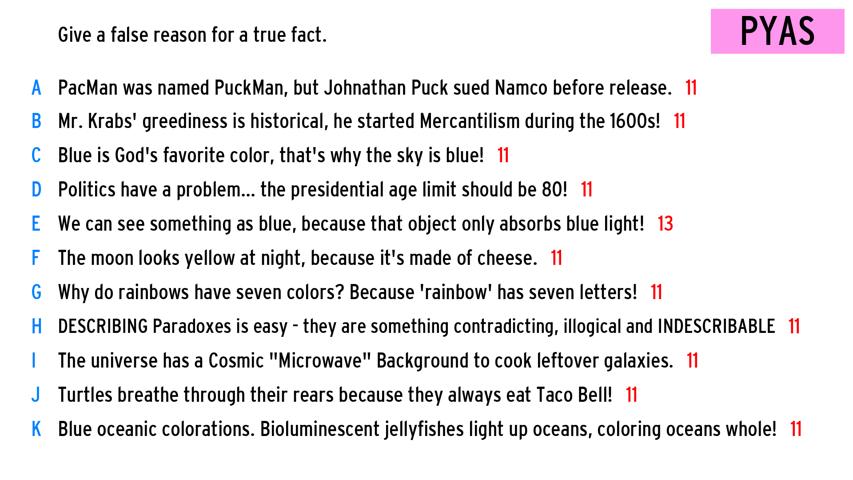 Give a false reason for a true fact.
PYAS
A PacMan was named PuckMan, but Johnathan Puck sued Namco before release. 11
B Mr. Krabs' greediness is historical, he started Mercantilism during the 1600s! 11
C Blue is God's favorite color, that's why the sky is blue! 11
D Politics have a problem... the presidential age limit should be 80! 11
E We can see something as blue, because that object only absorbs blue light! 13
F The moon looks yellow at night, because it's made of cheese. 11
G Why do rainbows have seven colors? Because 'rainbow' has seven letters! 11
H DESCRIBING Paradoxes is easy - they are something contradicting, illogical and INDESCRIBABLE 11
I The universe has a Cosmic "Microwave" Background to cook leftover galaxies. 11
J Turtles breathe through their rears because they always eat Taco Bell! 11
K Blue oceanic colorations. Bioluminescent jellyfishes light up oceans, coloring oceans whole! 11